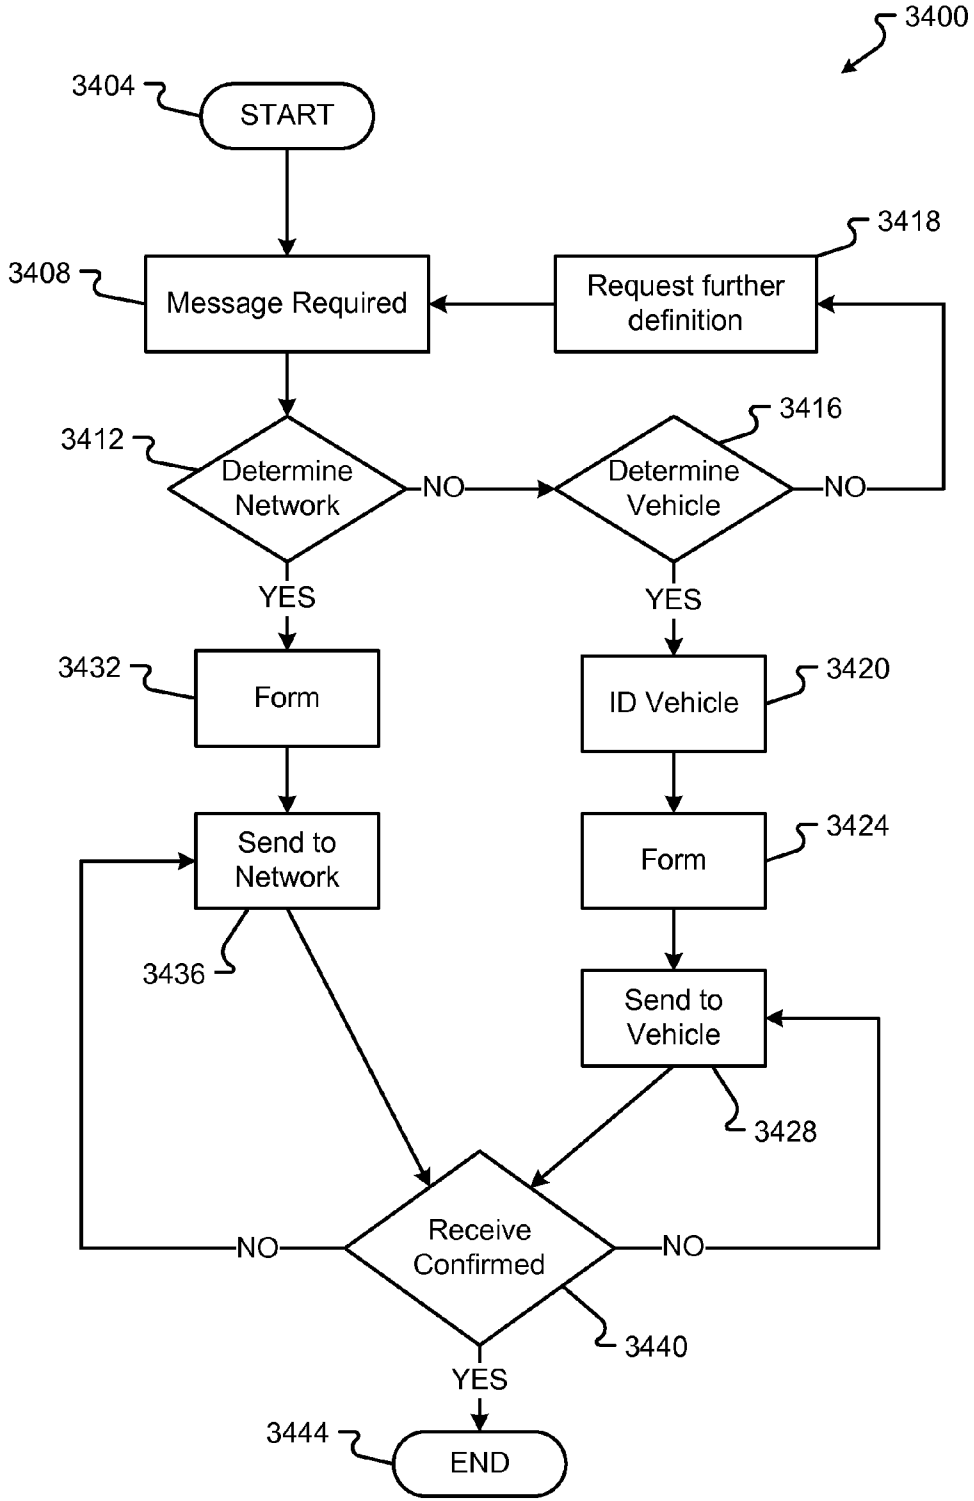 3400
3404
START
3418
3408
Message Required
Request further
definition
3416
3412
Determine
Network
NO
Determine
Vehicle
NO
YES
YES
3432
Form
ID Vehicle
3420
Send to
Network
3424
Form
3436
Send to
Vehicle
3428
Receive
Confirmed
NO
NO
3440
YES
3444
END